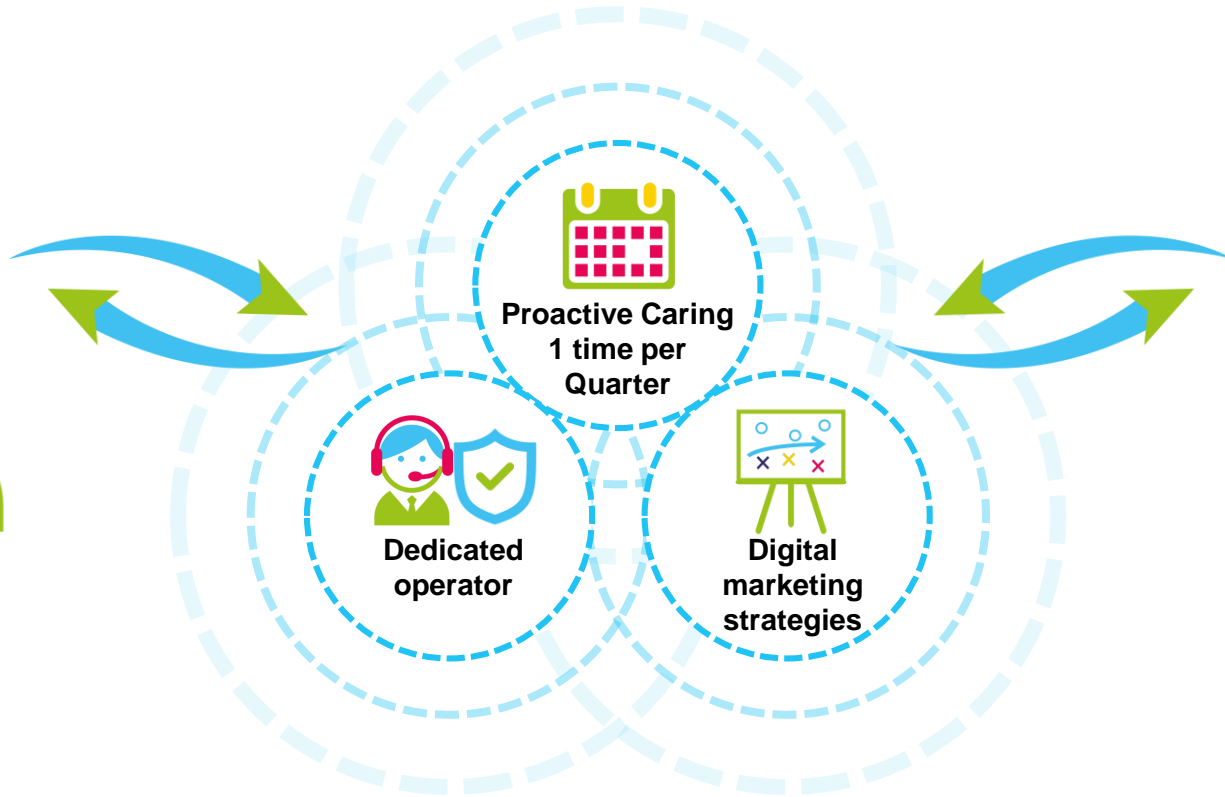 Proactive Caring
1 time per
Quarter
Dedicated
operator
Digital
marketing
strategies